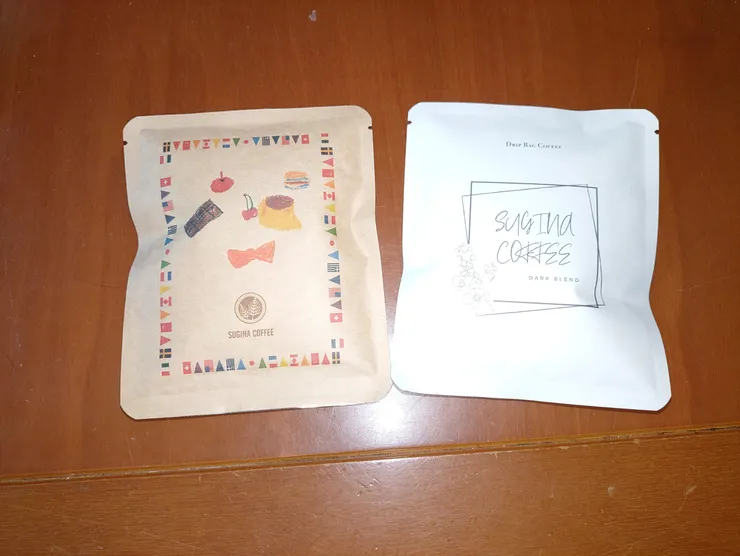 SUGINA COFFEE
DRIP BAG COFFEE
SUGINA
COFFEE
DARK BLEND